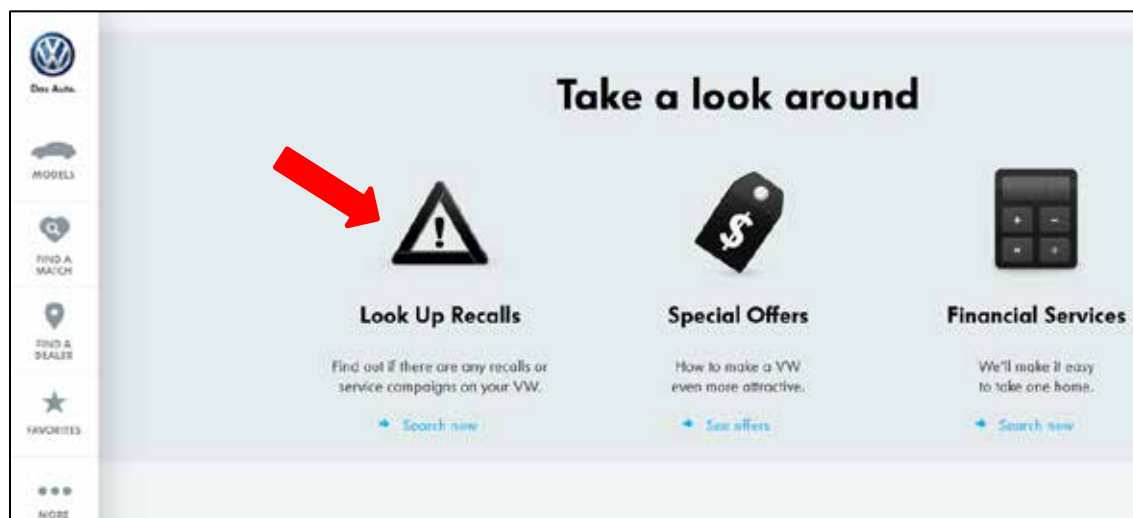 Das Auto.
MODELS
FIND A
MATCH
FIND A
DEALER
FAVORITES
MORE
Take a look around
Look Up Recalls
Find out if there are any recalls or
service campaigns on your VW.
Search now
Special Offers
How to make a VW
even more attractive.
See offers
Financial Services
We'll make it easy
to take one home.
Search now